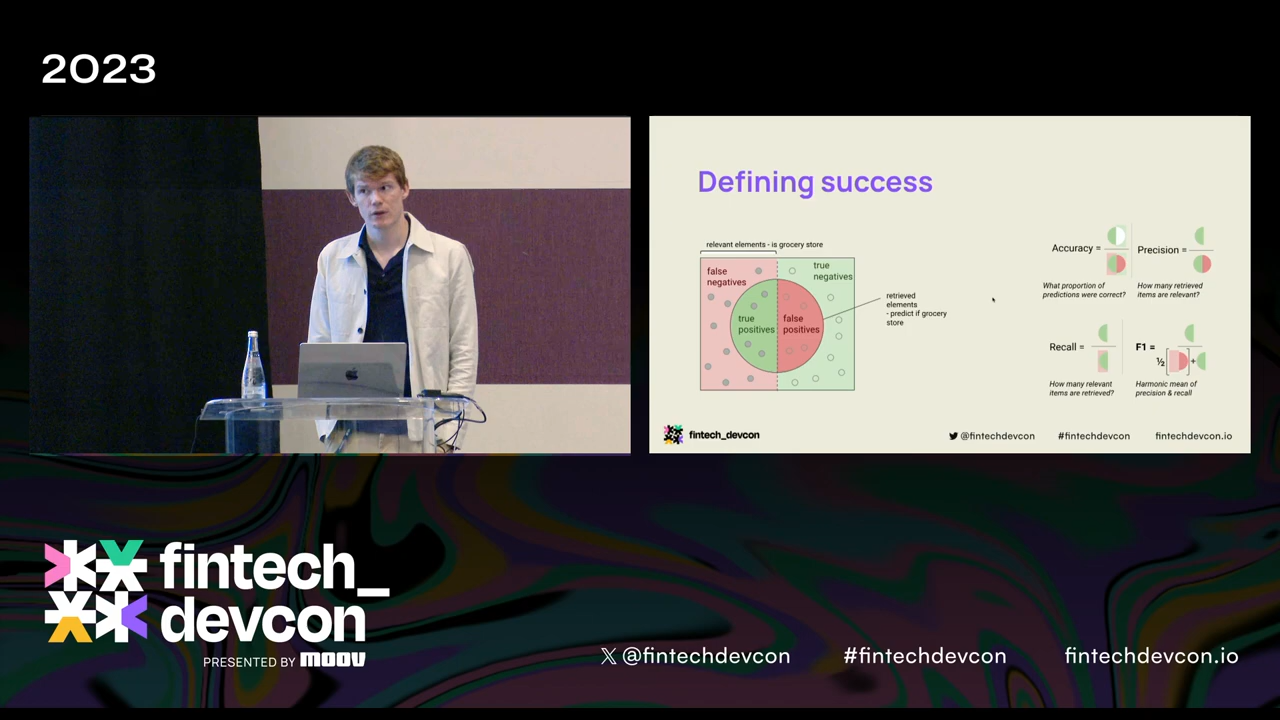 2023
Defining success
relevant elements - is grocery store
false
negatives
true
negatives
true
positives
false
positives
retrieved
elements
- predict if grocery
store
Accuracy =
What proportion of
predictions were correct?
Precision =
How many retrieved
items are relevant?
Recall =
How many relevant
items are retrieved?
F1 =
½
+
Harmonic mean of
precision & recall
fintech_devcon
@fintechdevcon
#fintechdevcon
fintechdevcon.io
fintech_
devcon
PRESENTED BY moov
X @fintechdevcon
#fintechdevcon
fintechdevcon.io